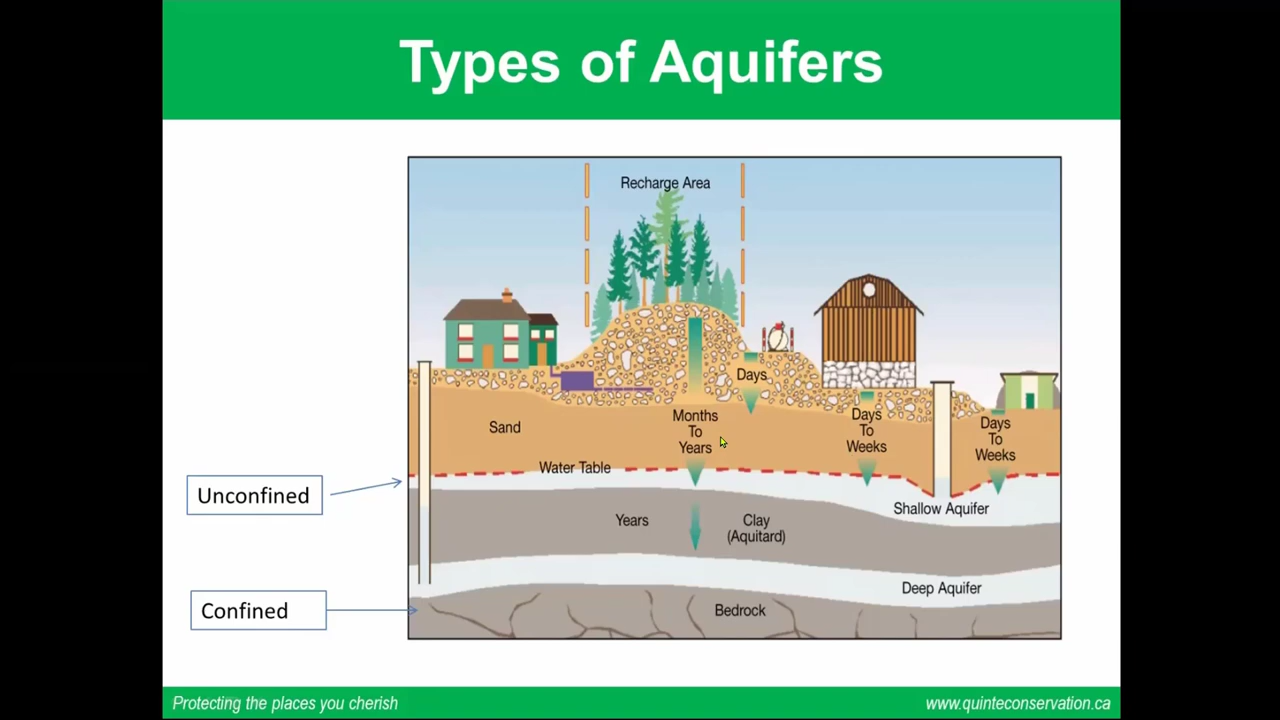 Types of Aquifers
Recharge Area
Days
Months
To
Years
Days
To
Weeks
Days
To
Weeks
Sand
Water Table
Unconfined
Shallow Aquifer
Years
Clay
(Aquitard)
Deep Aquifer
Confined
Bedrock
Protecting the places you cherish
www.quinteconservation.ca